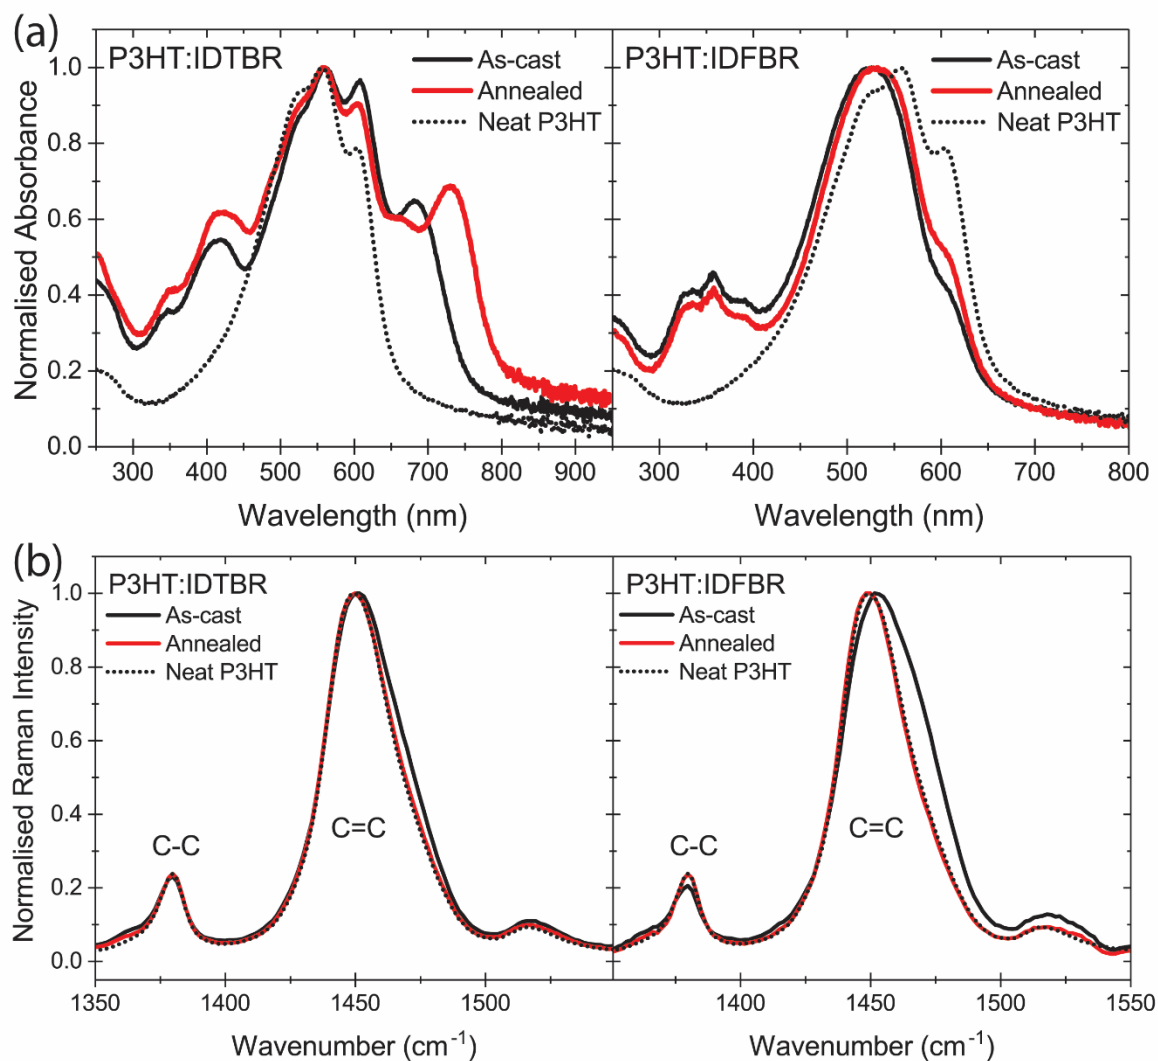 (a)
P3HT:IDTBR
As-cast
Annealed
Neat P3HT
P3HT:IDFBR
As-cast
Annealed
Neat P3HT
Normalised Absorbance
1.0
0.8
0.6
0.4
0.2
0.0
300 400 500 600 700 800 900
300 400 500 600 700 800
Wavelength (nm)
Wavelength (nm)
(b)
P3HT:IDTBR
As-cast
Annealed
Neat P3HT
P3HT:IDFBR
As-cast
Annealed
Neat P3HT
Normalised Raman Intensity
1.0
0.8
0.6
0.4
0.2
0.0
C-C
C=C
C-C
C=C
1350 1400 1450 1500
1400 1450 1500 1550
Wavenumber (cm⁻¹)
Wavenumber (cm⁻¹)